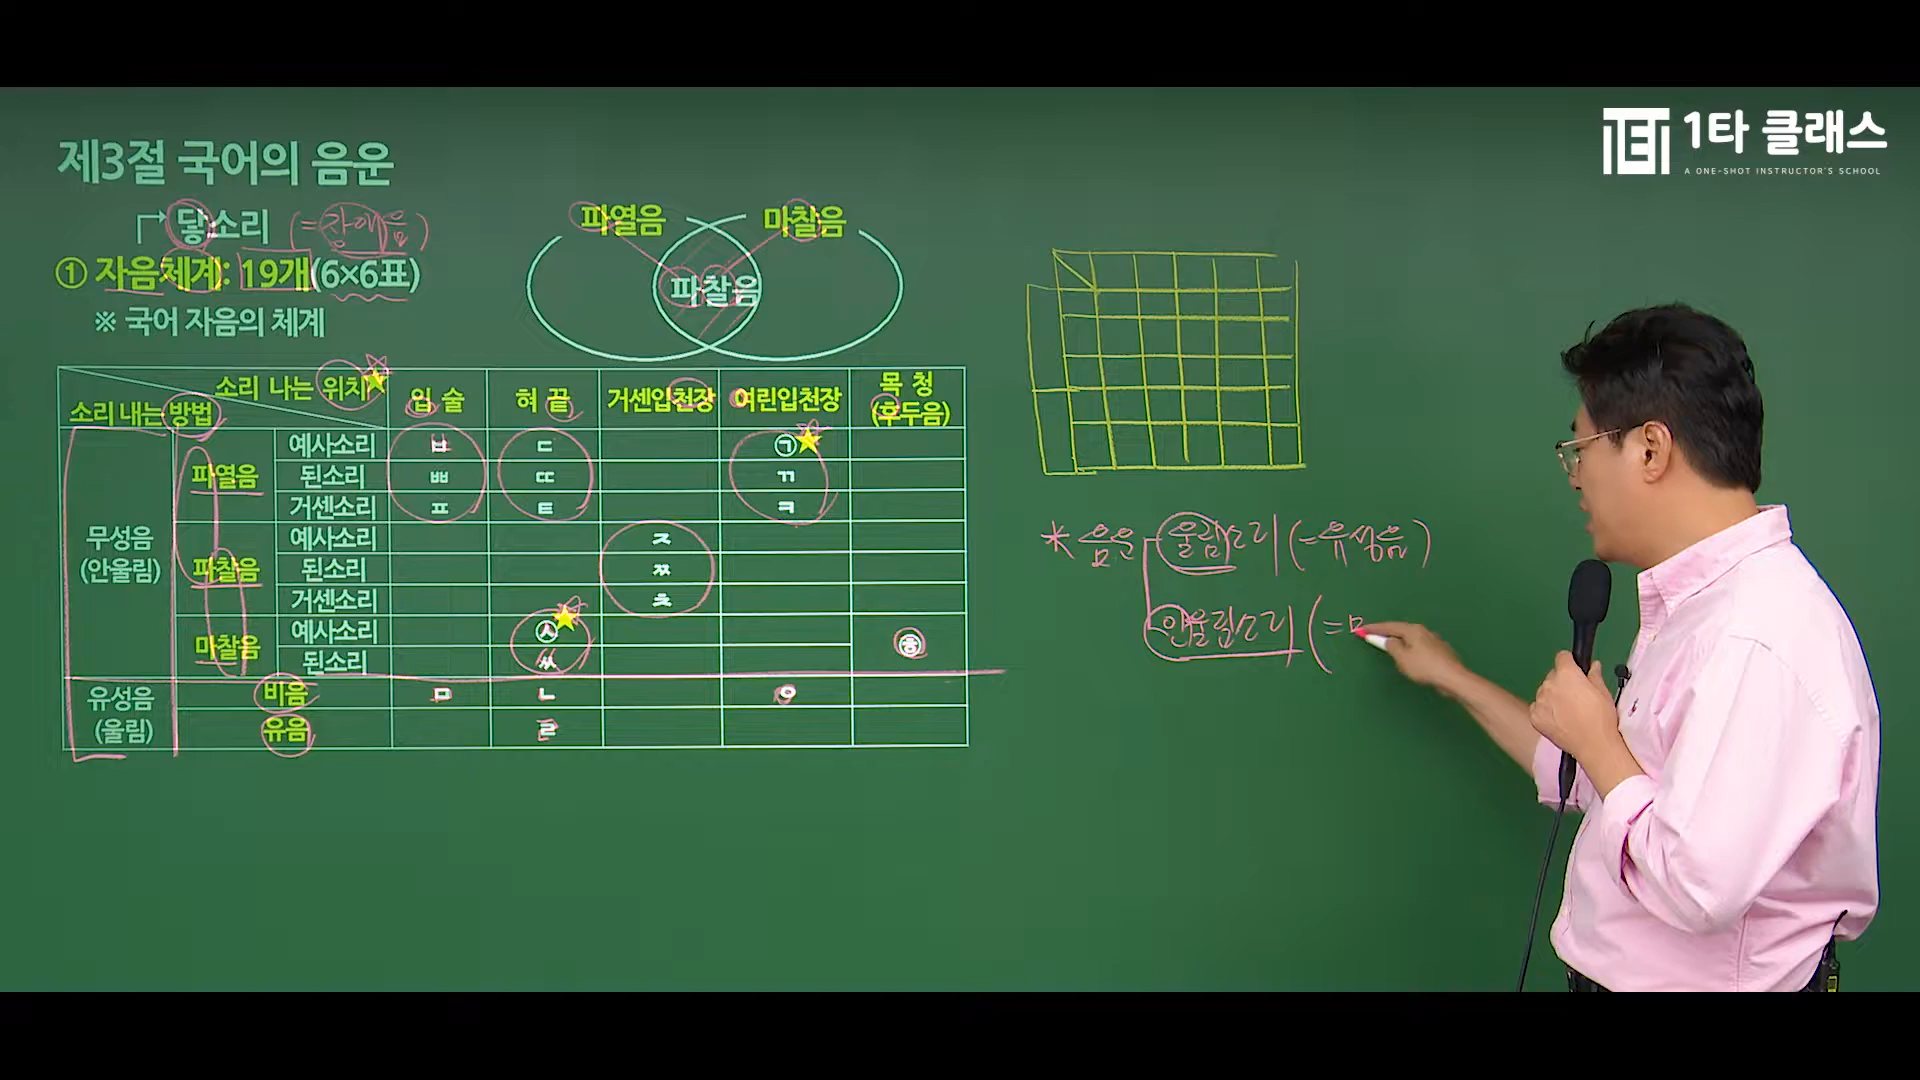 1타 클래스
A ONE-SHOT INSTRUCTOR'S SCHOOL
제3절 국어의 음운
닿소리 (=장애음)
① 자음체계: 19개(6×6표)
※ 국어 자음의 체계
파열음 마찰음
파찰음
소리 나는 위치
소리 내는 방법
입 술 혀 끝 거센입천장 여린입천장 목 청 (후두음)
무성음 (안울림)
파열음 예사소리 ㅂ ㄷ ㄱ
된소리 ㅃ ㄸ ㄲ
거센소리 ㅍ ㅌ ㅋ
파찰음 예사소리 ㅈ
된소리 ㅉ
거센소리 ㅊ
마찰음 예사소리 ㅅ ㅎ
된소리 ㅆ
유성음 (울림)
비음 ㅁ ㄴ ㅇ
유음 ㄹ
* 음운 울림소리 (=유성음)
안울림소리 (=ㅁ